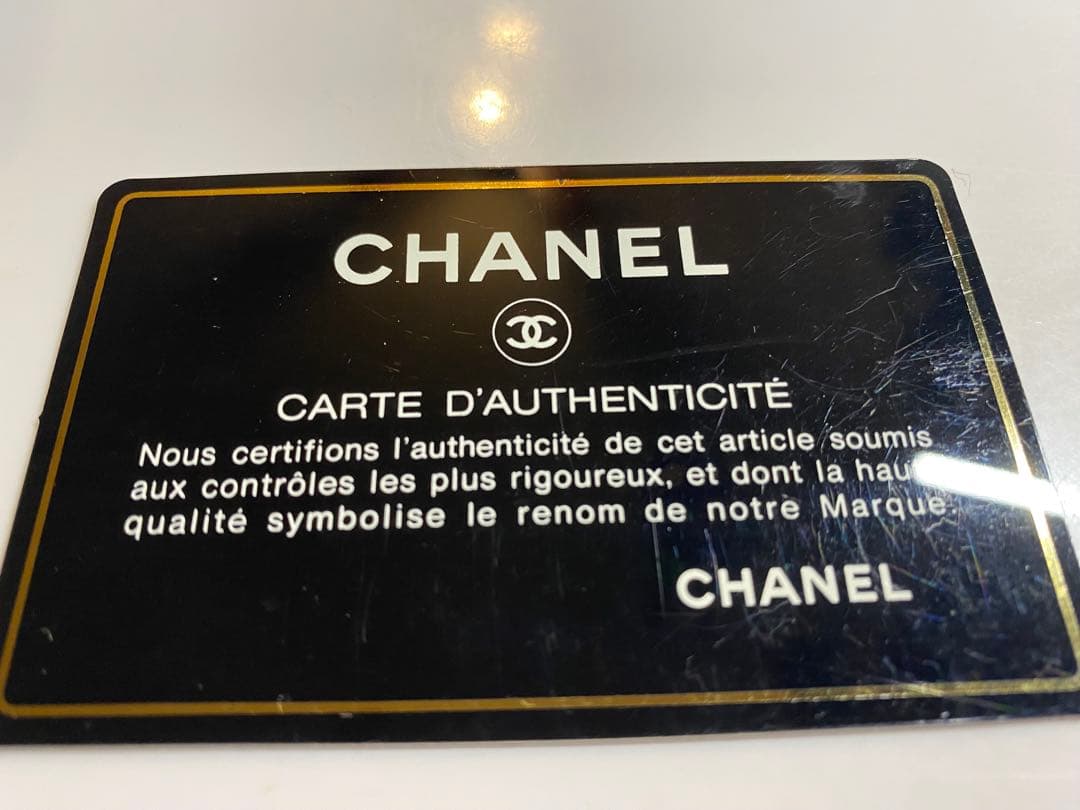 CHANEL
CARTE D'AUTHENTICITÉ
Nous certifions l'authenticité de cet article soumis
aux contrôles les plus rigoureux, et dont la
qualité symbolise le renom de notre Marque.
CHANEL